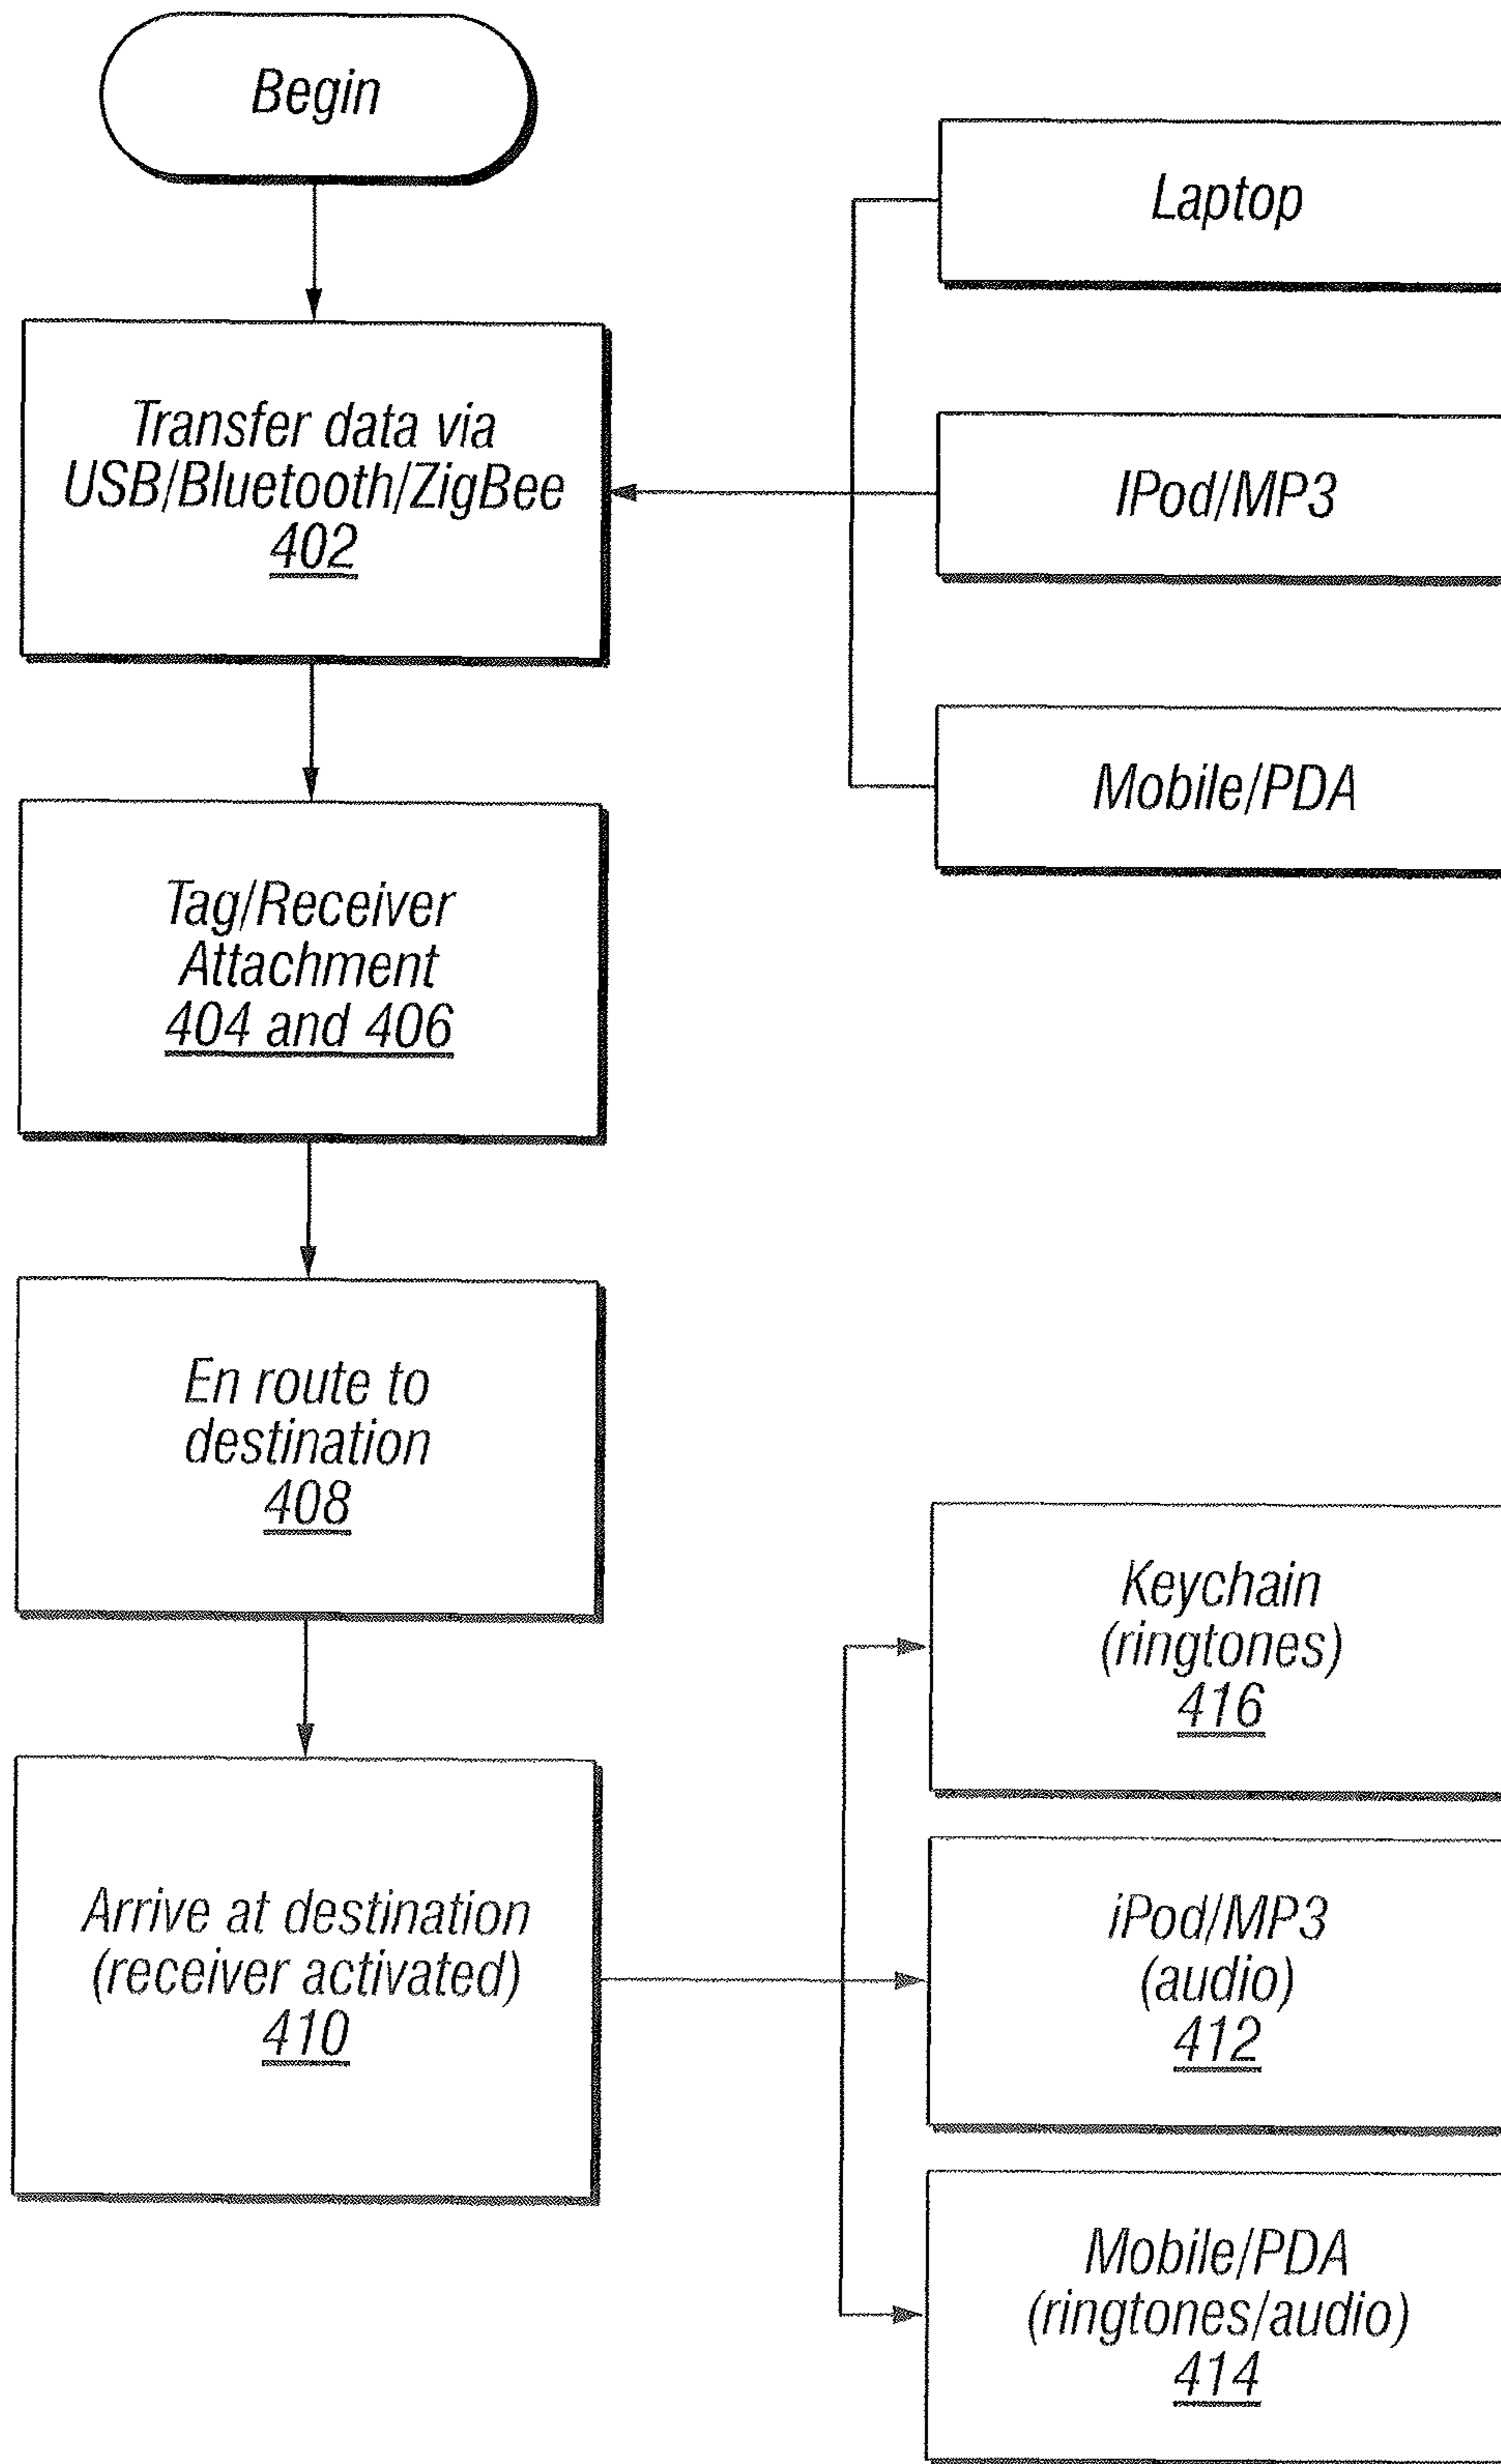 Begin
Laptop
Transfer data via
USB/Bluetooth/ZigBee
402
IPod/MP3
Mobile/PDA
Tag/Receiver
Attachment
404 and 406
En route to
destination
408
Keychain
(ringtones)
416
Arrive at destination
(receiver activated)
410
iPod/MP3
(audio)
412
Mobile/PDA
(ringtones/audio)
414